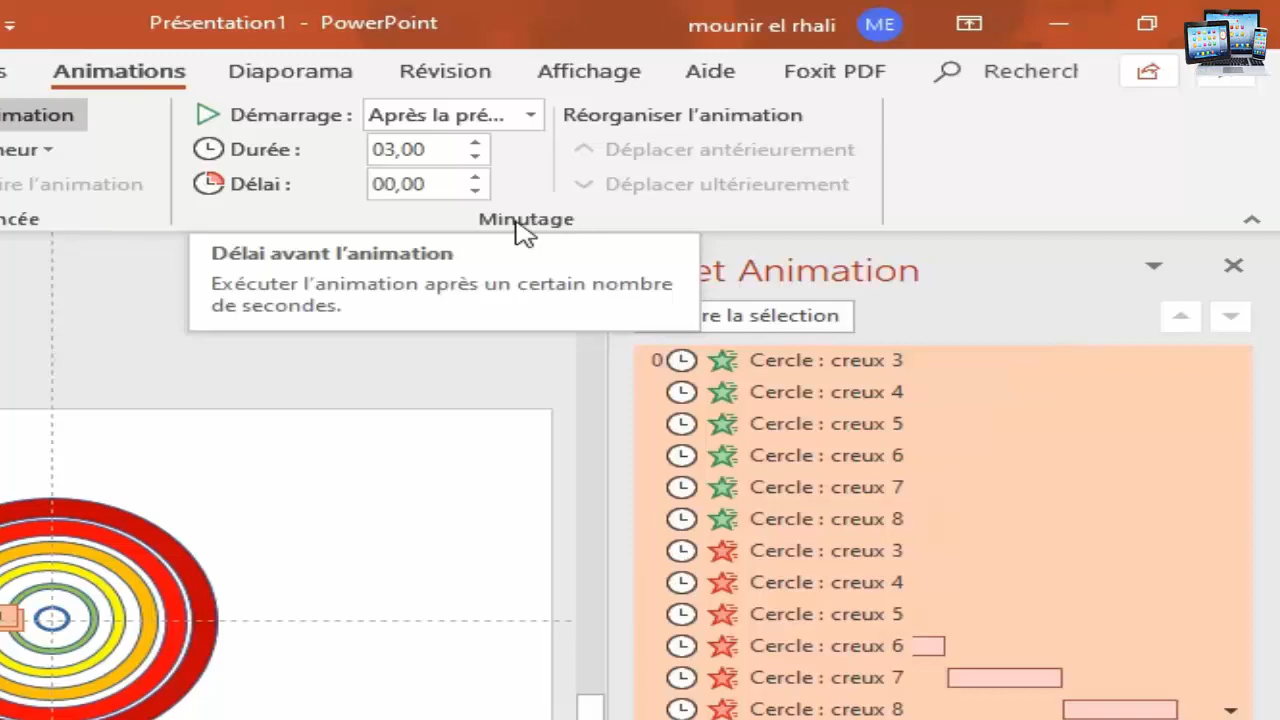 Présentation1 - PowerPoint
mounir el rhali
ME
s Animations Diaporama Révision Affichage Aide Foxit PDF Rechercl
imation
Démarrage : Après la pré...
Réorganiser l'animation
neur
Durée : 03,00
Déplacer antérieurement
ire l'animation
Délai : 00,00
Déplacer ultérieurement
ncée
Minutage
Délai avant l'animation
Exécuter l'animation après un certain nombre
de secondes.
et Animation
re la sélection
0 Cercle : creux 3
Cercle : creux 4
Cercle : creux 5
Cercle : creux 6
Cercle : creux 7
Cercle : creux 8
Cercle : creux 3
Cercle : creux 4
Cercle : creux 5
Cercle : creux 6
Cercle : creux 7
Cercle : creux 8